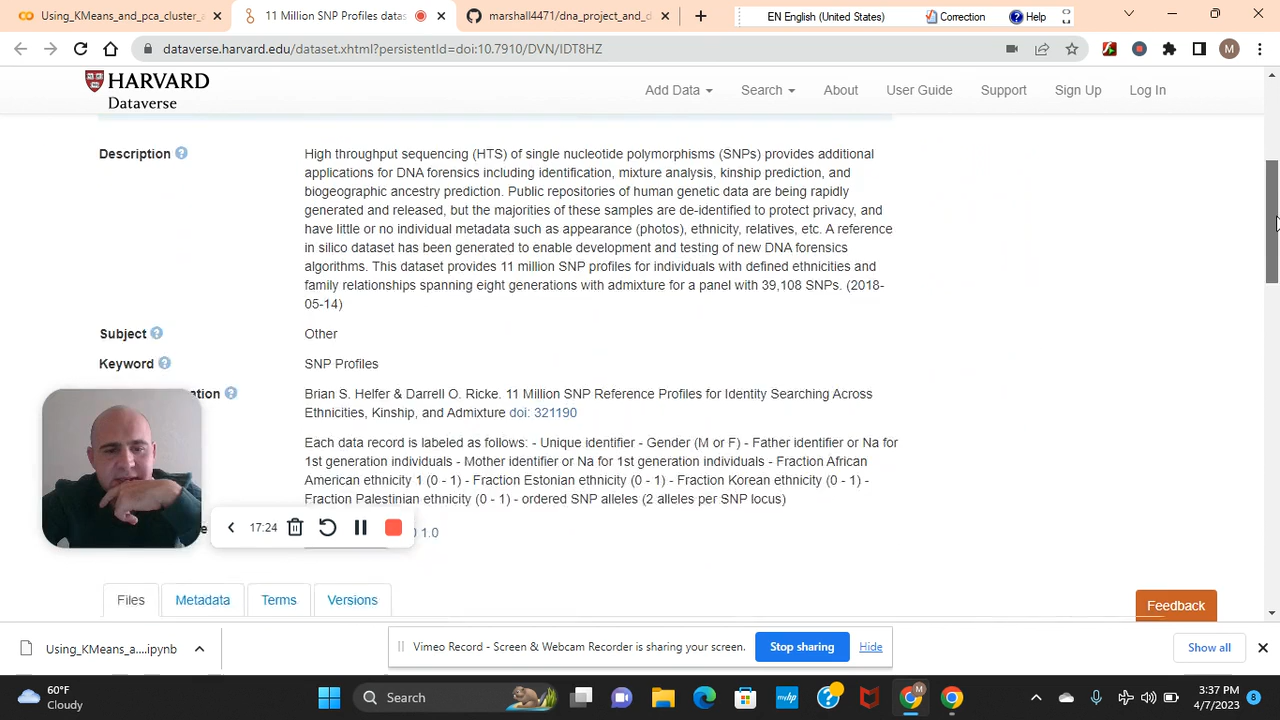 Using_KMeans_and_pca_cluster_a
11 Million SNP Profiles datas
marshall4471/dna_project_and_d
EN English (United States)
Correction
Help
dataverse.harvard.edu/dataset.xhtml?persistentId=doi:10.7910/DVN/IDT8HZ
M
HARVARD
Dataverse
Add Data
Search
About
User Guide
Support
Sign Up
Log In
Description
High throughput sequencing (HTS) of single nucleotide polymorphisms (SNPs) provides additional
applications for DNA forensics including identification, mixture analysis, kinship prediction, and
biogeographic ancestry prediction. Public repositories of human genetic data are being rapidly
generated and released, but the majorities of these samples are de-identified to protect privacy, and
have little or no individual metadata such as appearance (photos), ethnicity, relatives, etc. A reference
in silico dataset has been generated to enable development and testing of new DNA forensics
algorithms. This dataset provides 11 million SNP profiles for individuals with defined ethnicities and
family relationships spanning eight generations with admixture for a panel with 39,108 SNPs. (2018-
05-14)
Subject
Other
Keyword
SNP Profiles
ation
Brian S. Helfer & Darrell O. Ricke. 11 Million SNP Reference Profiles for Identity Searching Across
Ethnicities, Kinship, and Admixture doi: 321190
Each data record is labeled as follows: - Unique identifier - Gender (M or F) - Father identifier or Na for
1st generation individuals - Mother identifier or Na for 1st generation individuals - Fraction African
American ethnicity 1 (0 - 1) - Fraction Estonian ethnicity (0 - 1) - Fraction Korean ethnicity (0 - 1) -
Fraction Palestinian ethnicity (0 - 1) - ordered SNP alleles (2 alleles per SNP locus)
17:24
1.0
Files
Metadata
Terms
Versions
Feedback
Using_KMeans_a....ipynb
Vimeo Record - Screen & Webcam Recorder is sharing your screen.
Stop sharing
Hide
Show all
60°F
Cloudy
Search
hp
M
3:37 PM
4/7/2023
8